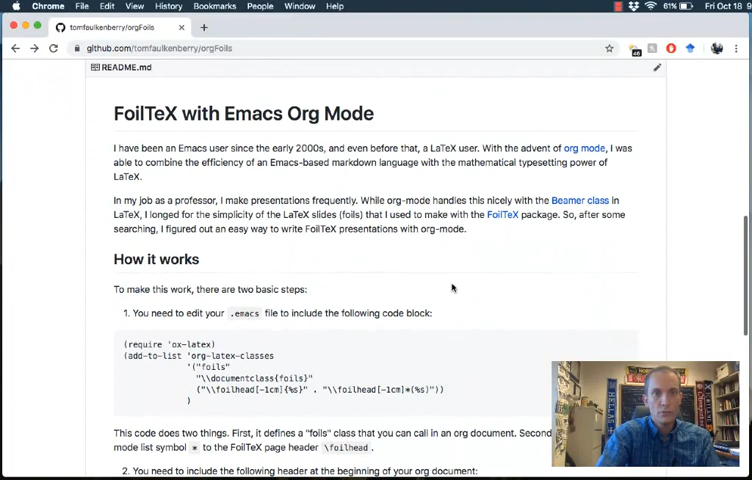 Chrome File Edit View History Bookmarks People Window Help 61% Fri Oct 18 9
tomfaulkenberry/orgFoils
github.com/tomfaulkenberry/orgFoils
README.md
FoilTeX with Emacs Org Mode
I have been an Emacs user since the early 2000s, and even before that, a LaTeX user. With the advent of org mode, I was
able to combine the efficiency of an Emacs-based markdown language with the mathematical typesetting power of
LaTeX.
In my job as a professor, I make presentations frequently. While org-mode handles this nicely with the Beamer class in
LaTeX, I longed for the simplicity of the LaTeX slides (foils) that I used to make with the FoilTeX package. So, after some
searching, I figured out an easy way to write FoilTeX presentations with org-mode.
How it works
To make this work, there are two basic steps:
1. You need to edit your .emacs file to include the following code block:
(require 'ox-latex)
(add-to-list 'org-latex-classes
'("foils"
"\\documentclass{foils}"
("\\foilhead[-1cm]{%s}" . "\\foilhead[-1cm]*(%s)"))
)
This code does two things. First, it defines a "foils" class that you can call in an org document. Second
mode list symbol * to the FoilTeX page header \foilhead .
2. You need to include the following header at the beginning of your org document:
HELLAS